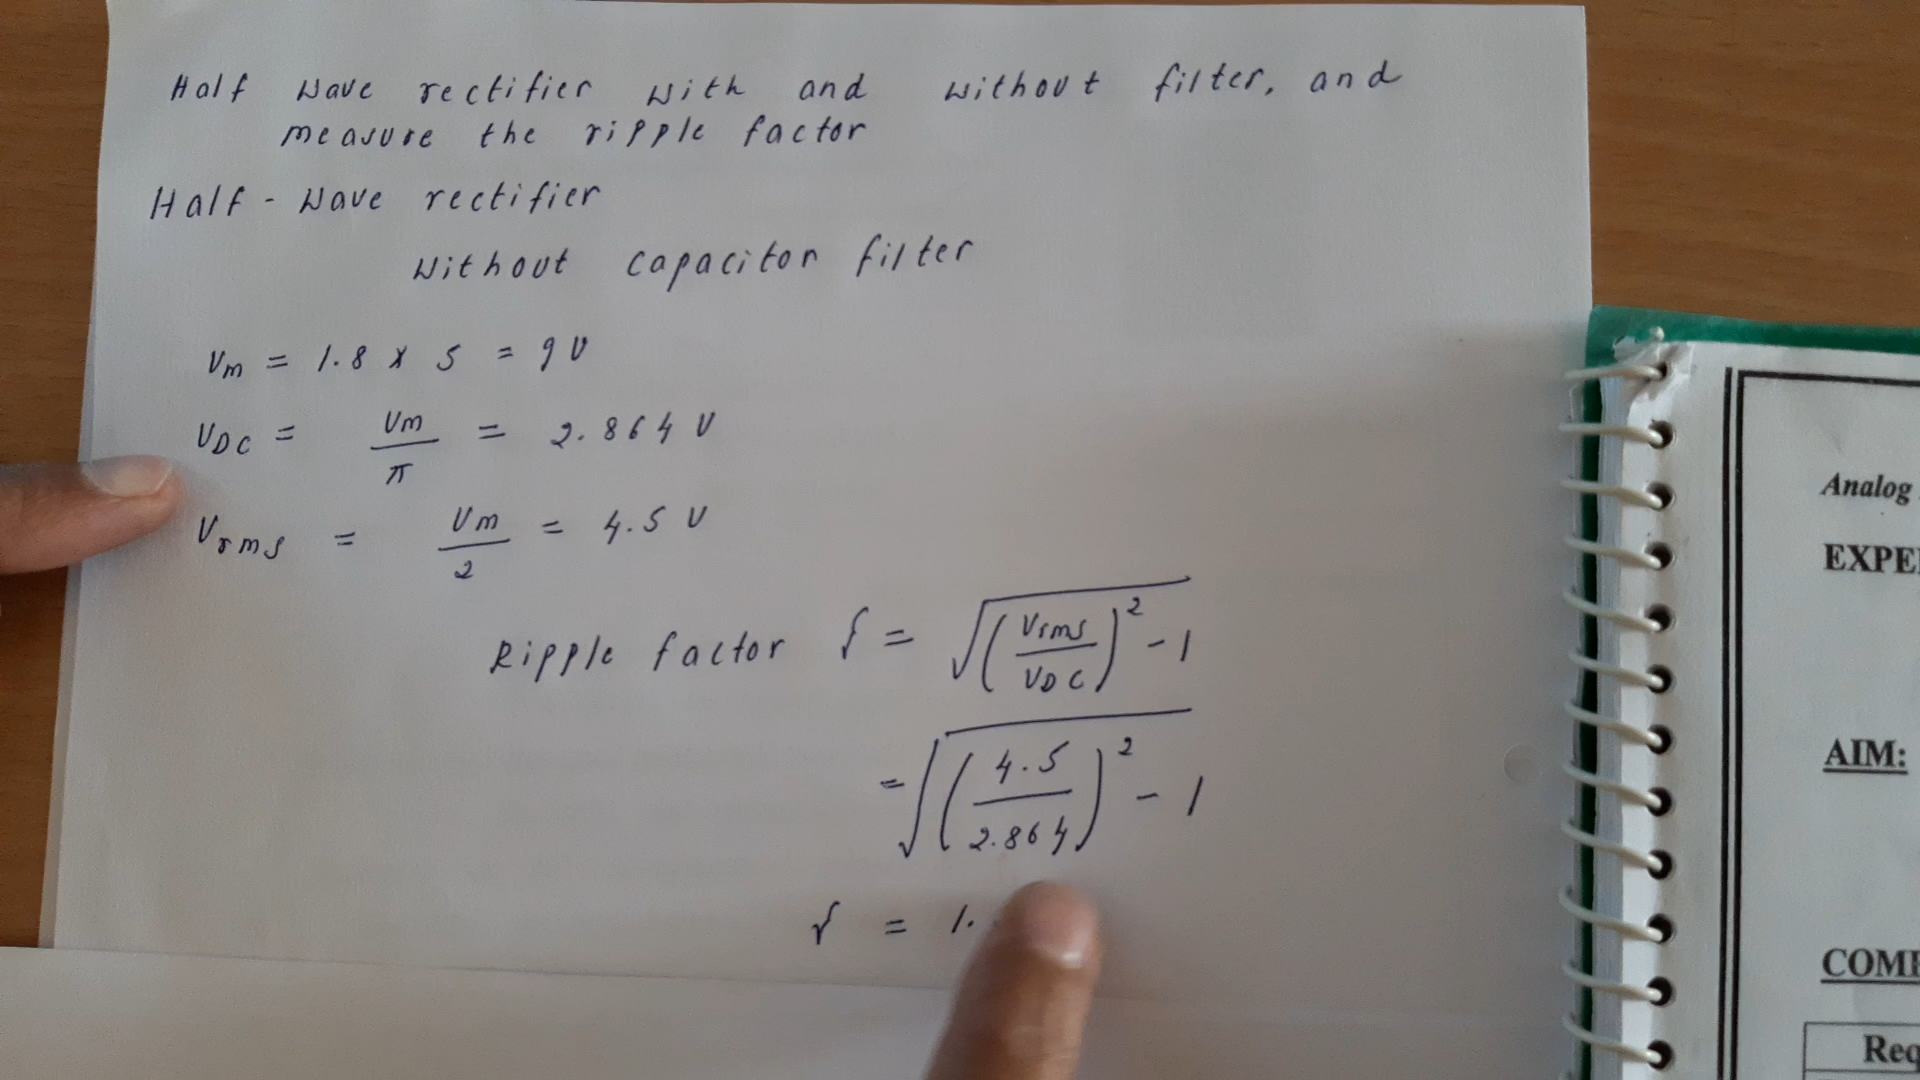 Half Wave rectifier With and without filter, and
measure the ripple factor
Half - Wave rectifier
Without capacitor filter
Vm = 1.8 x 5 = 9V
VDC = Vm/π = 2.864 V
Vrms = Vm/2 = 4.5 V
Ripple factor r = √((Vrms/VDC)² - 1)
= √((4.5/2.864)² - 1)
r = 1.
Analog
EXPE
AIM:
COMP
Req